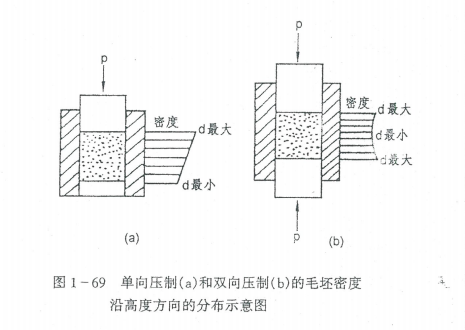 p
密度
d最大
d最小
(a)
p
密度
d最大
d最小
d最大
p
(b)
图1-69 单向压制(a)和双向压制(b)的毛坯密度
沿高度方向的分布示意图